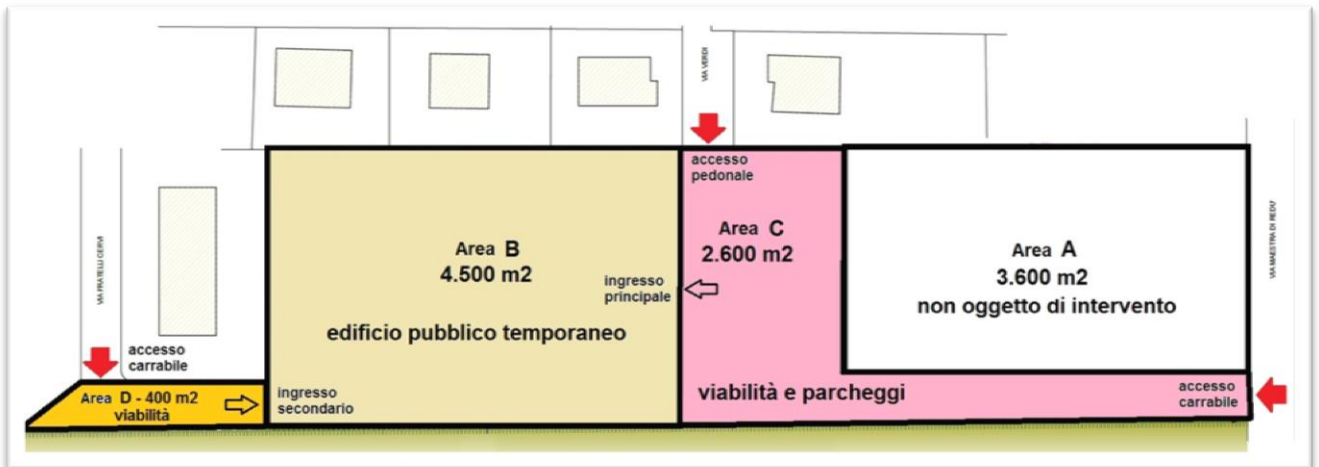 VIA VERDI
accesso
pedonale
VIA MAESTRA DI REDU'
VIA FRATELLI CERVI
Area B
4.500 m2
edificio pubblico temporaneo
Area C
2.600 m2
ingresso
principale
Area A
3.600 m2
non oggetto di intervento
accesso
carrabile
Area D - 400 m2
viabilità
ingresso
secondario
viabilità e parcheggi
accesso
carrabile